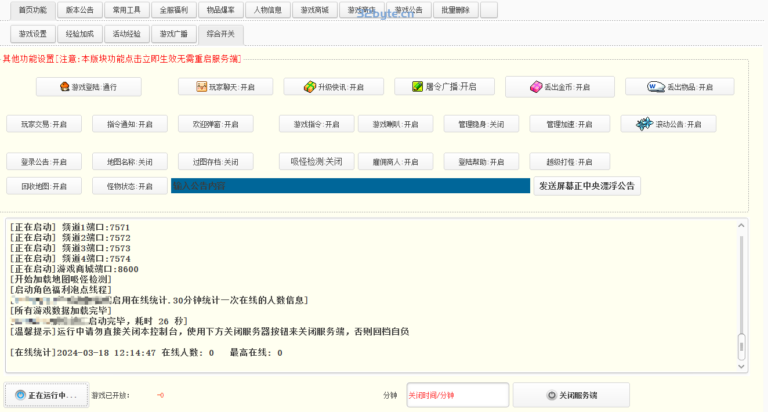 首页功能 版本公告 常用工具 全服福利 物品爆率 人物信息 游戏商城 游戏商店 游戏公告 批量删除
52byte.cn
游戏设置 经验加成 活动经验 游戏广播 综合开关
其他功能设置[注意:本版块功能点击立即生效无需重启服务端]
游戏登陆:通行 玩家聊天:开启 升级快讯:开启 屠令广播:开启 丢出金币:开启 丢出物品:开启
玩家交易:开启 指令通知:开启 欢迎弹窗:开启 游戏指令:开启 游戏喇叭:开启 管理隐身:关闭 管理加速:开启 滚动公告:开启
登录公告:开启 地图名称:关闭 过图存档:关闭 吸怪检测:关闭 雇佣商人:开启 登陆帮助:开启 越级打怪:开启
回收地图:开启 怪物状态:开启 输入公告内容 发送屏幕正中央漂浮公告
[正在启动] 频道1端口:7571
[正在启动] 频道2端口:7572
[正在启动] 频道3端口:7573
[正在启动] 频道4端口:7574
[正在启动]游戏商城端口:8600
[开始加载地图吸怪检测]
[启动角色福利泡点线程]
启用在线统计.30分钟统计一次在线的人数信息]
[所有游戏数据加载完毕]
启动完毕，耗时 26 秒]
[温馨提示]运行中请勿直接关闭本控制台，使用下方关闭服务器按钮来关闭服务端，否则回档自负
[在线统计]2024-03-18 12:14:47 在线人数: 0 最高在线: 0
正在运行中... 游戏已开放: -0 分钟 关闭时间/分钟 关闭服务端